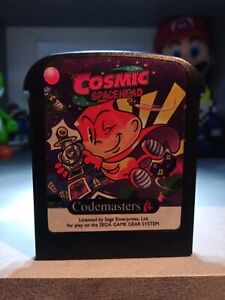 COSMIC
SPACEHEAD
Codemasters
Licensed by Sega Enterprises, Ltd.
for play on the SEGA GAME GEAR SYSTEM.